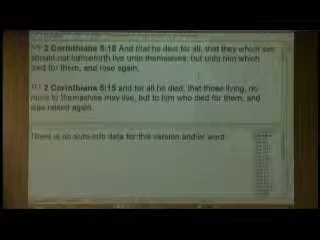 2 Corinthians 5:15 And that he died for all, that they which live
should not henceforth live unto themselves, but unto him which
died for them, and rose again.
2 Corinthians 5:15 and for all he died, that those living, no
more to themselves may live, but to him who died for them, and
was raised again.
There is no auto-info data for this version and/or word